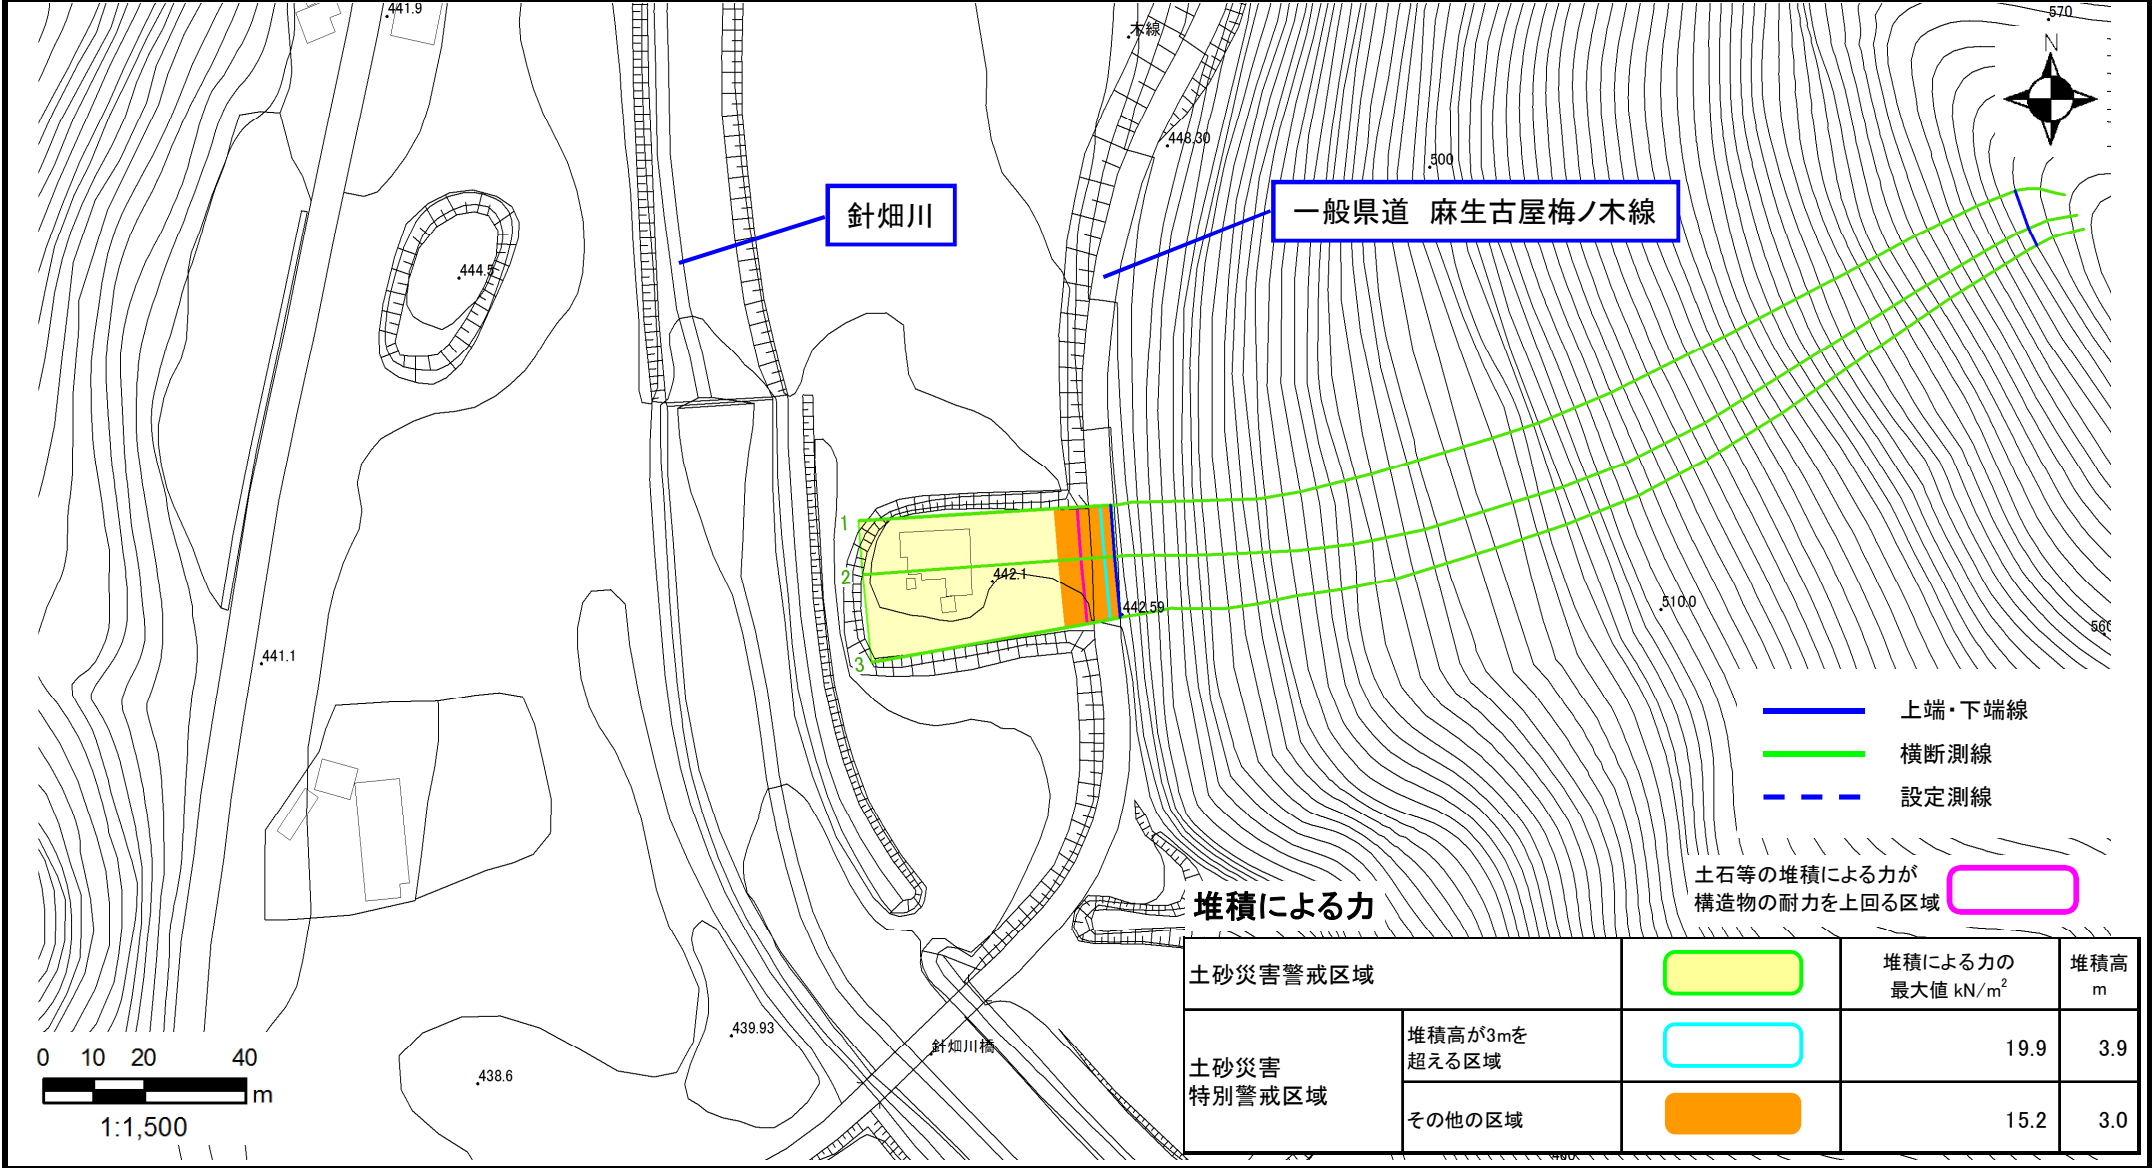 441.9
木線
570
N
448.30
500
針畑川
一般県道　麻生古屋梅ノ木線
444.5
1
2
442.1
442.59
510.0
560
3
441.1
上端・下端線
横断測線
設定測線
土石等の堆積による力が
構造物の耐力を上回る区域
堆積による力
土砂災害警戒区域
堆積による力の
最大値 kN/m²
堆積高
m
土砂災害
特別警戒区域
堆積高が3mを
超える区域
19.9
3.9
その他の区域
15.2
3.0
439.93
針畑川橋
438.6
0 10 20 40
m
1:1,500